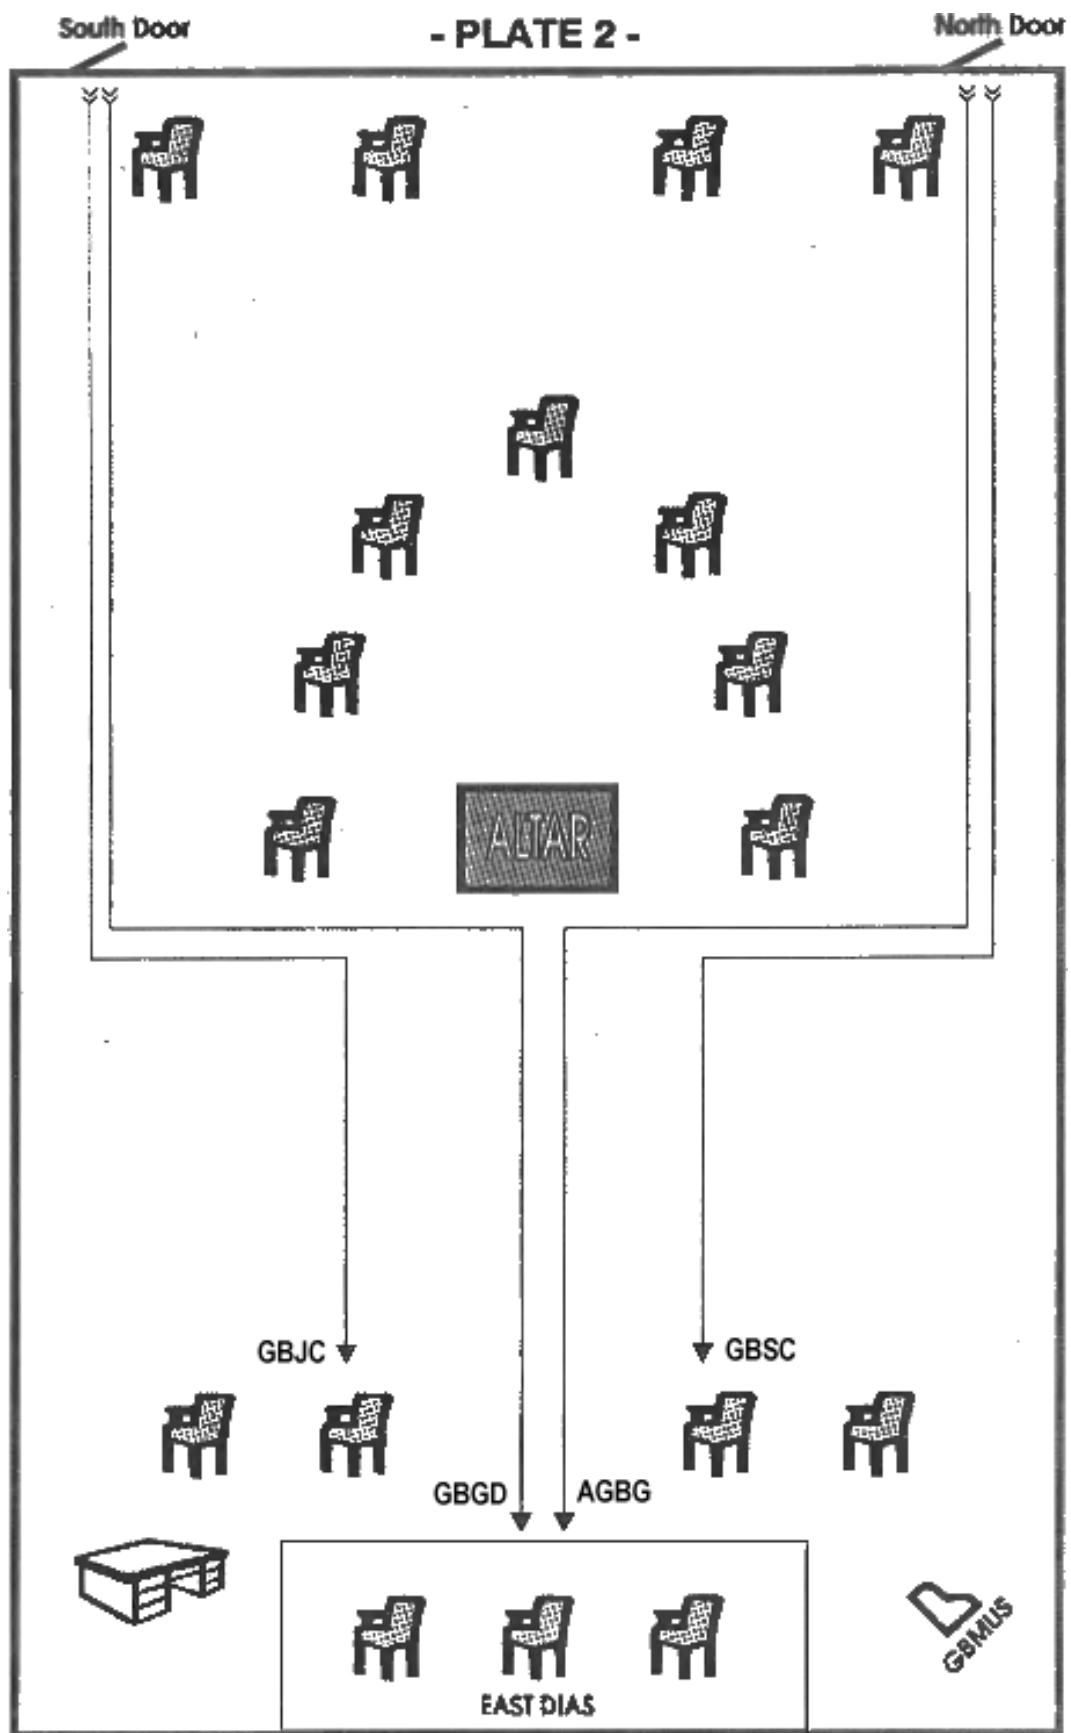 South Door
- PLATE 2 -
North Door
ALTAR
GBJC
GBSC
GBGD
AGBG
GBMUS
EAST DIAS